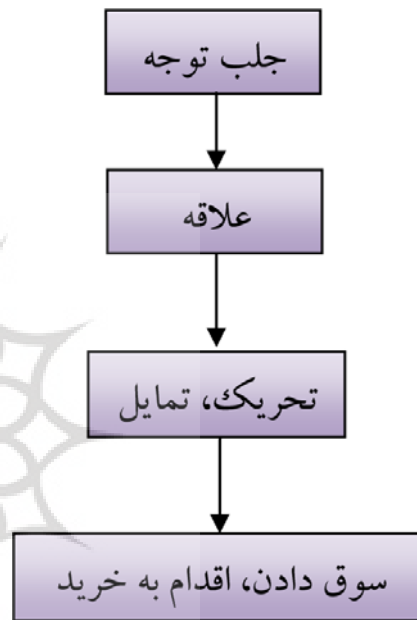 جلب توجه
علاقه
تحریک، تمایل
سوق دادن، اقدام به خرید